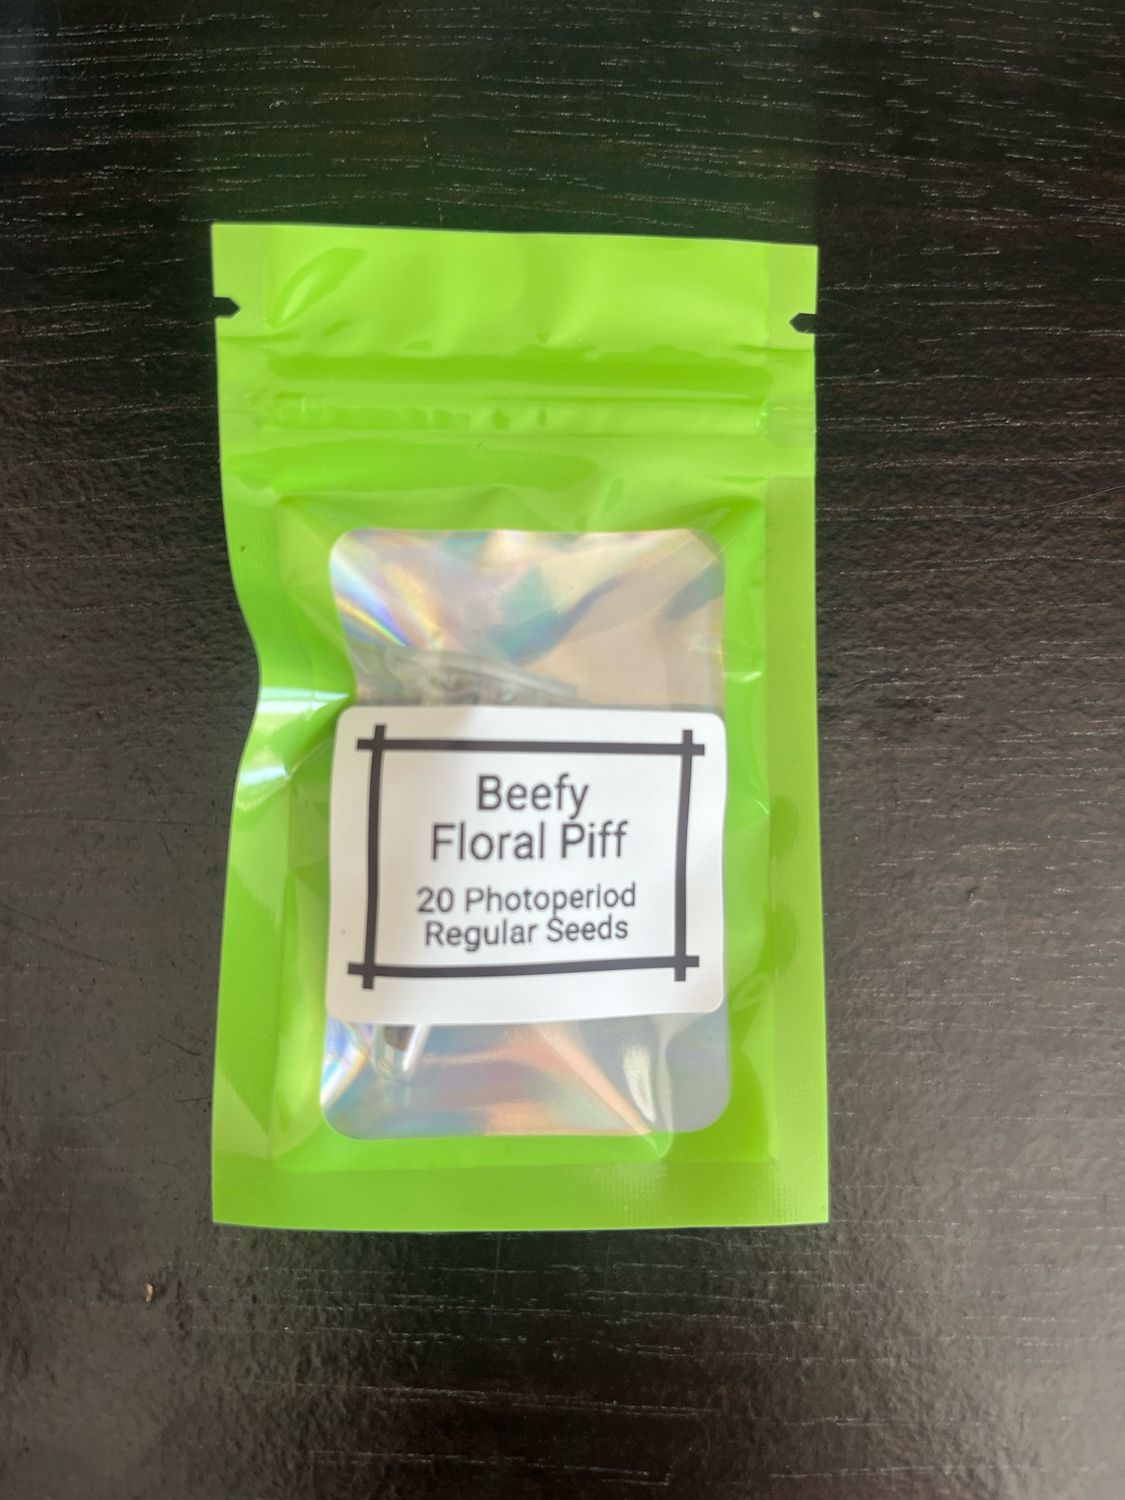 Beefy
Floral Piff
20 Photoperiod
Regular Seeds